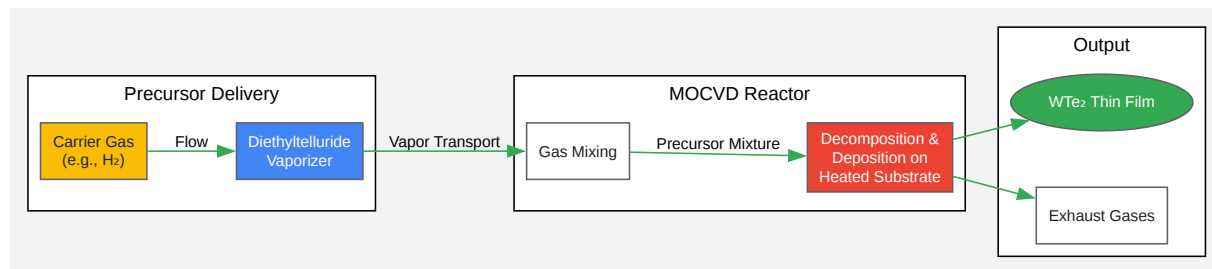 Precursor Delivery
Carrier Gas
(e.g., H₂)
Flow
Diethyltelluride
Vaporizer
Vapor Transport
MOCVD Reactor
Gas Mixing
Precursor Mixture
Decomposition &
Deposition on
Heated Substrate
Output
WTe₂ Thin Film
Exhaust Gases